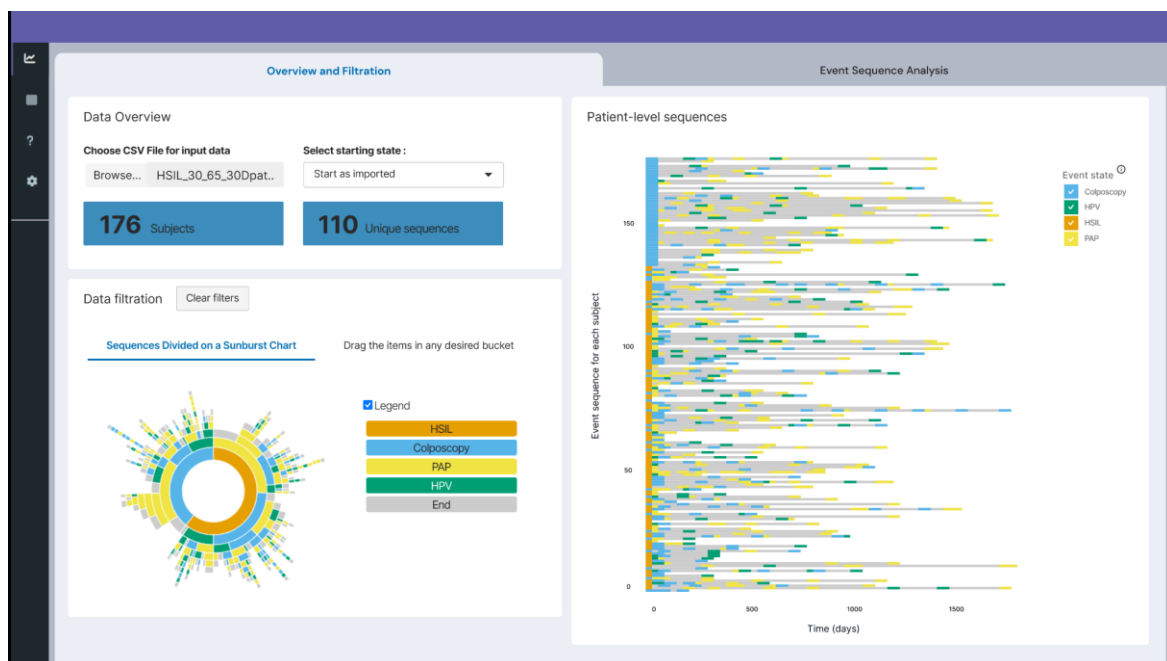 Overview and Filtration
Event Sequence Analysis
Data Overview
Choose CSV File for input data
Select starting state :
Browse... HSIL_30_65_30Dpat..
Start as imported
176 Subjects
110 Unique sequences
?
Data filtration
Clear filters
Sequences Divided on a Sunburst Chart
Drag the items in any desired bucket
Legend
HSIL
Colposcopy
PAP
HPV
End
Patient-level sequences
Event state
Colposcopy
HPV
HSIL
PAP
Event sequence for each subject
150
100
50
0
0 500 1000 1500
Time (days)